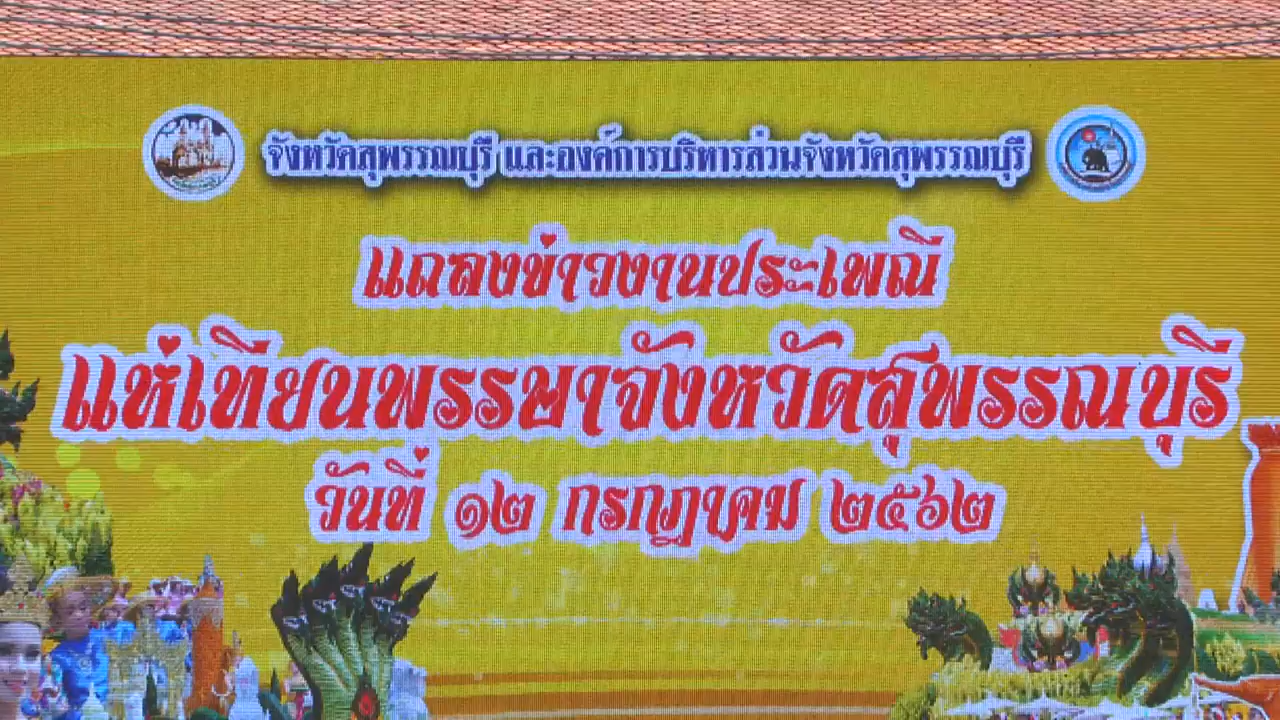 จังหวัดสุพรรณบุรี และองค์การบริหารส่วนจังหวัดสุพรรณบุรี
แถลงข่าวงานประเพณี
แห่เทียนพรรษาจังหวัดสุพรรณบุรี
วันที่ ๑๒ กรกฎาคม ๒๕๖๒